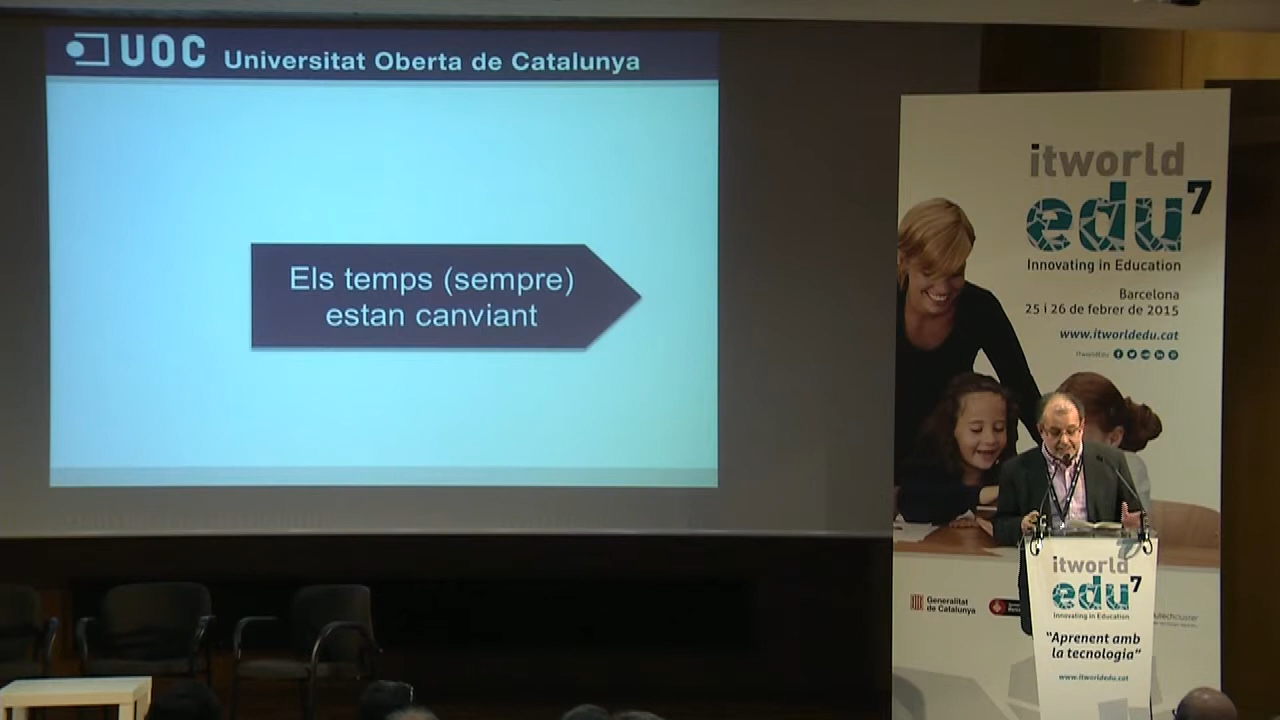 UOC Universitat Oberta de Catalunya
Els temps (sempre)
estan canviant
itworld
edu7
Innovating in Education
Barcelona
25 i 26 de febrer de 2015
www.itworldedu.cat
Generalitat
de Catalunya
itworld
edu7
Innovating in Education
"Aprenent amb
la tecnologia"
www.itworldedu.cat